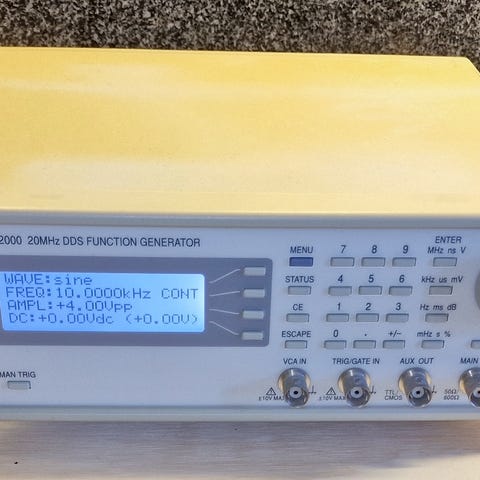 2000 20MHz DDS FUNCTION GENERATOR
WAVE:sine
FREQ:10.0000kHz CONT
AMPL:+4.00Vpp
DC:+0.00Vdc (+0.00V)
MAN TRIG
ENTER
MENU 7 8 9 MHz ns V
STATUS 4 5 6 kHz us mV
CE 1 2 3 Hz ms dB
ESCAPE 0 . +/– mHz s %
VCA IN TRIG/GATE IN AUX OUT MAIN
±10V MAX ±10V MAX TTL/CMOS 50Ω
600Ω